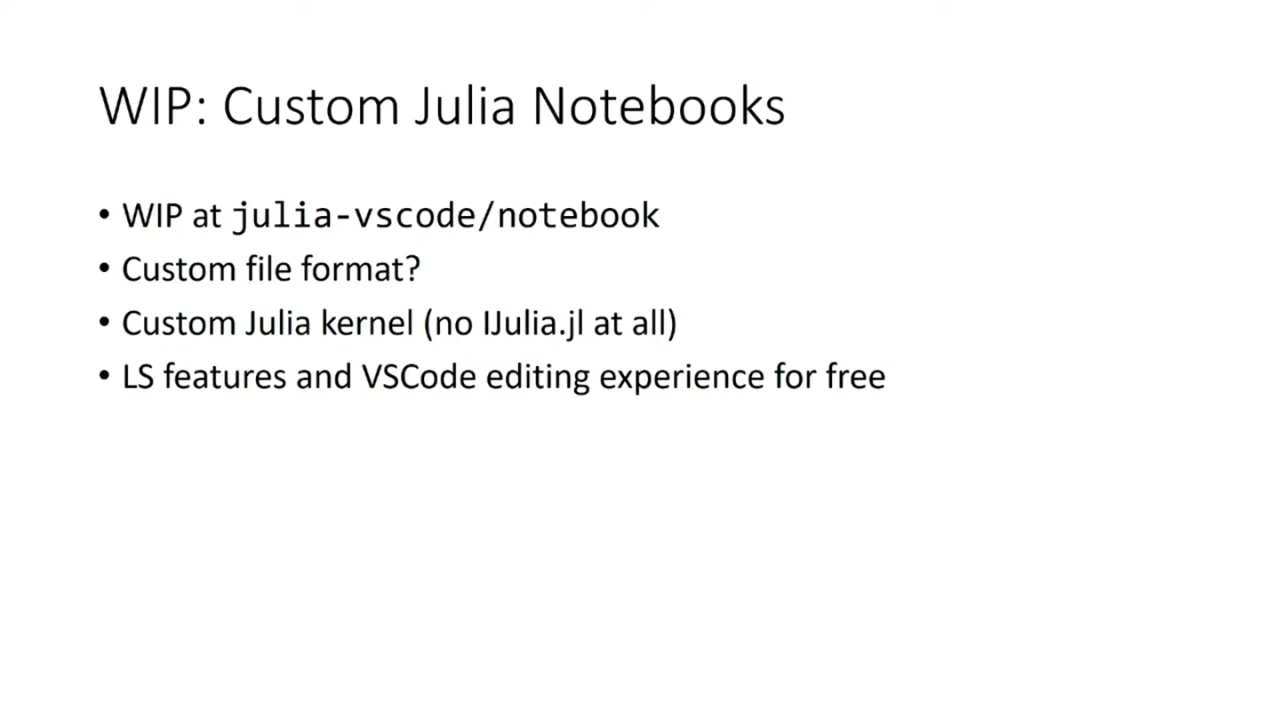 WIP: Custom Julia Notebooks
• WIP at julia-vscode/notebook
• Custom file format?
• Custom Julia kernel (no IJulia.jl at all)
• LS features and VSCode editing experience for free